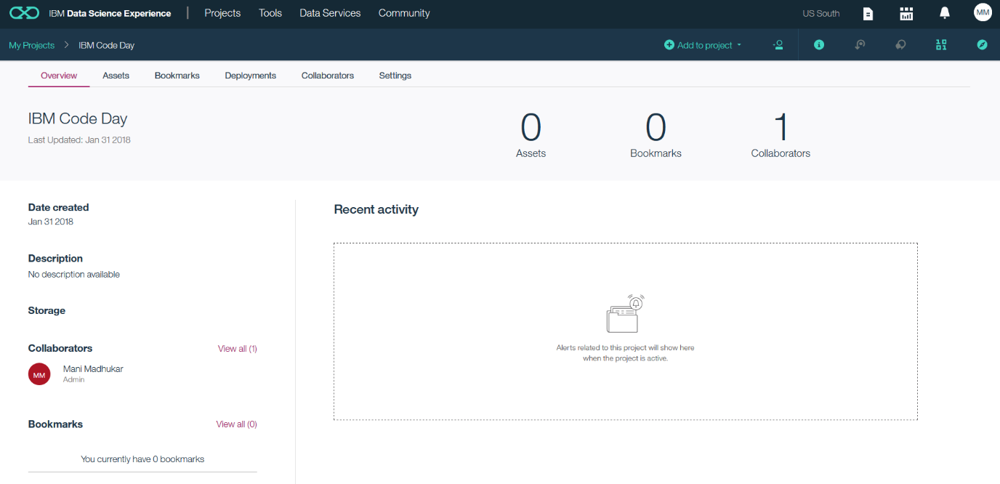 IBM Data Science Experience | Projects Tools Data Services Community US South MM
My Projects > IBM Code Day Add to project
Overview Assets Bookmarks Deployments Collaborators Settings
IBM Code Day
Last Updated: Jan 31 2018
0 0 1
Assets Bookmarks Collaborators
Date created
Jan 31 2018
Description
No description available
Storage
Collaborators View all (1)
MM Mani Madhukar
Admin
Bookmarks View all (0)
You currently have 0 bookmarks
Recent activity
Alerts related to this project will show here
when the project is active.